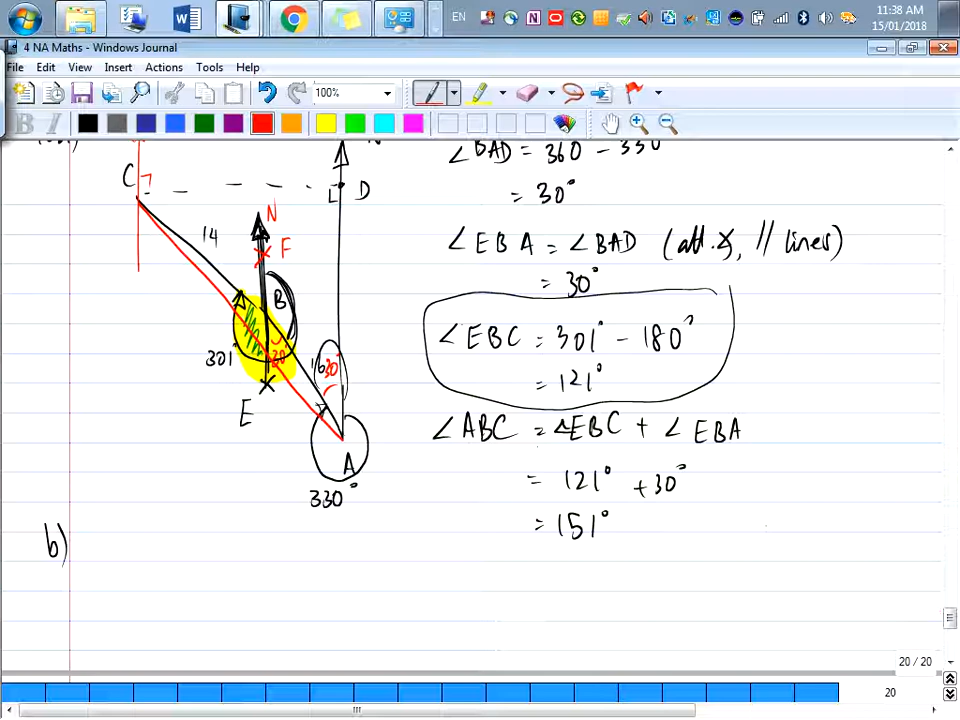 EN
11:38 AM
15/01/2018
4 NA Maths - Windows Journal
File Edit View Insert Actions Tools Help
100%
B I
∠BAD = 360 - 330
= 30°
C
D
N
F
14
∠EBA = ∠BAD (alt. ∠, // lines)
= 30°
B
∠EBC = 301° - 180°
= 121°
301°
30°
16
30°
E
∠ABC = ∠EBC + ∠EBA
A
= 121° + 30°
330°
= 151°
b)
20 / 20
20